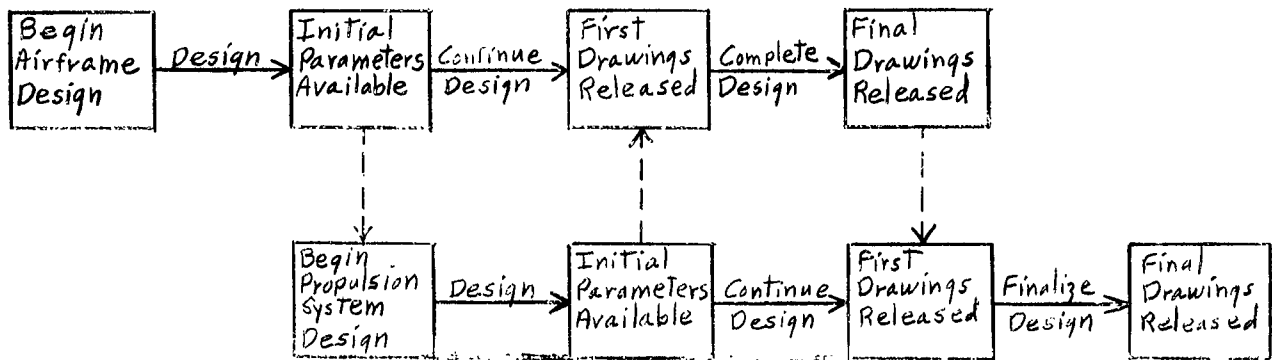 Begin
Airframe
Design
Design
Initial
Parameters
Available
Continue
Design
First
Drawings
Released
Complete
Design
Final
Drawings
Released
Begin
Propulsion
System
Design
Design
Initial
Parameters
Available
Continue
Design
First
Drawings
Released
Finalize
Design
Final
Drawings
Released